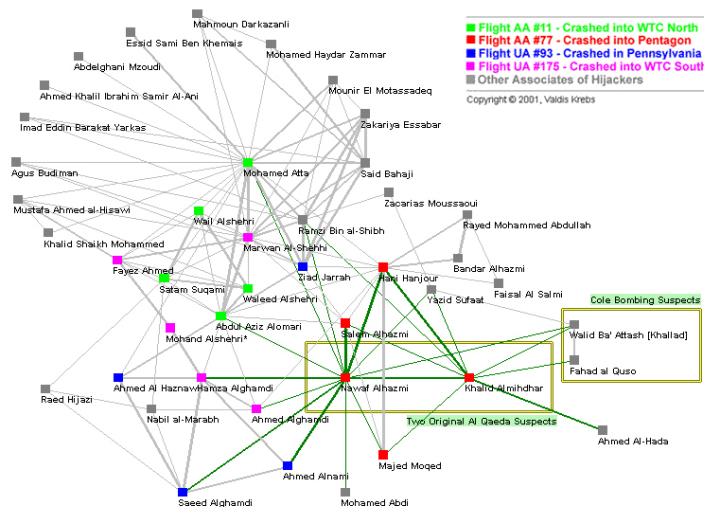 Mahmoun Darkazanli
Flight AA #11 - Crashed into WTC North
Essid Sami Ben Khemais
Flight AA #77 - Crashed into Pentagon
Mohamed Haydar Zammar
Flight UA #93 - Crashed in Pennsylvania
Flight UA #175 - Crashed into WTC South
Abdelghani Mzoudi
Other Associates of Hijackers
Mounir El Motassadeq
Ahmed Khalil Ibrahim Samir Al-Ani
Copyright © 2001, Valdis Krebs
Zakariya Essabar
Imad Eddin Barakat Yarkas
Agus Budiman
Mohamed Atta
Said Bahaji
Zacarias Moussaoui
Mustafa Ahmed al-Hisawi
Wail Alshehri
Ramzi Bin al-Shibh
Rayed Mohammed Abdullah
Khalid Shaikh Mohammed
Marwan Al-Shehhi
Fayez Ahmed
Ziad Jarrah
Hani Hanjour
Bandar Alhazmi
Satam Suqami
Waleed Alshehri
Yazid Sufaat
Faisal Al Salmi
Cole Bombing Suspects
Abdul Aziz Alomari
Salem Alhazmi
Walid Ba' Attash [Khallad]
Mohand Alshehri*
Fahad al Quso
Ahmed Al Haznawi
Hamza Alghamdi
Nawaf Alhazmi
Khalid Almihdhar
Raed Hijazi
Nabil al-Marabh
Ahmed Alghamdi
Two Original Al Qaeda Suspects
Ahmed Al-Hada
Majed Moqed
Ahmed Alnami
Saeed Alghamdi
Mohamed Abdi